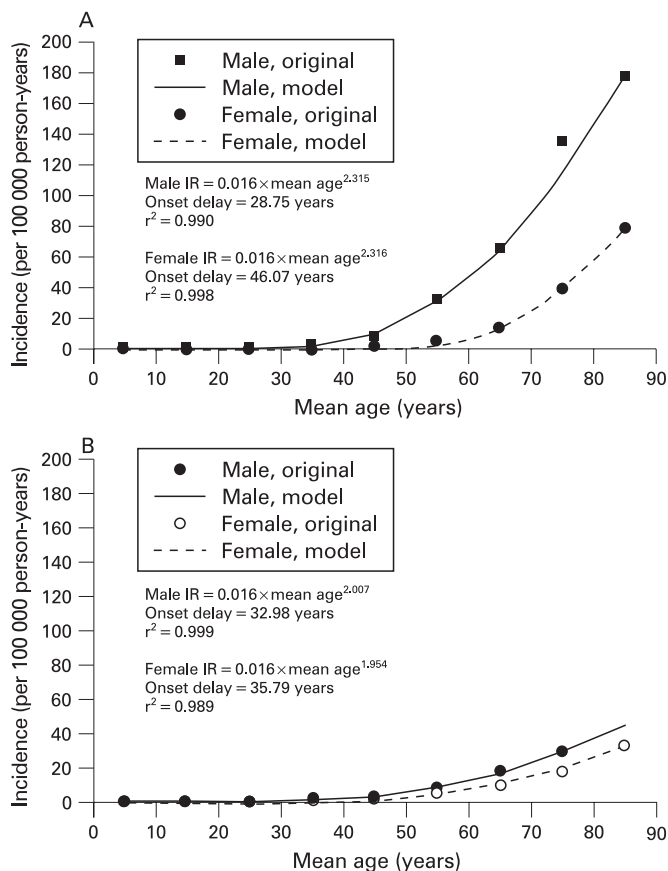 A
Incidence (per 100 000 person-years)
200
180
160
140
120
100
80
60
40
20
0
Male, original
Male, model
Female, original
Female, model
Male IR = 0.016 × mean age^2.315
Onset delay = 28.75 years
r² = 0.990
Female IR = 0.016 × mean age^2.316
Onset delay = 46.07 years
r² = 0.998
0 10 20 30 40 50 60 70 80 90
Mean age (years)
B
Incidence (per 100 000 person-years)
200
180
160
140
120
100
80
60
40
20
0
Male, original
Male, model
Female, original
Female, model
Male IR = 0.016 × mean age^2.007
Onset delay = 32.98 years
r² = 0.999
Female IR = 0.016 × mean age^1.954
Onset delay = 35.79 years
r² = 0.989
0 10 20 30 40 50 60 70 80 90
Mean age (years)